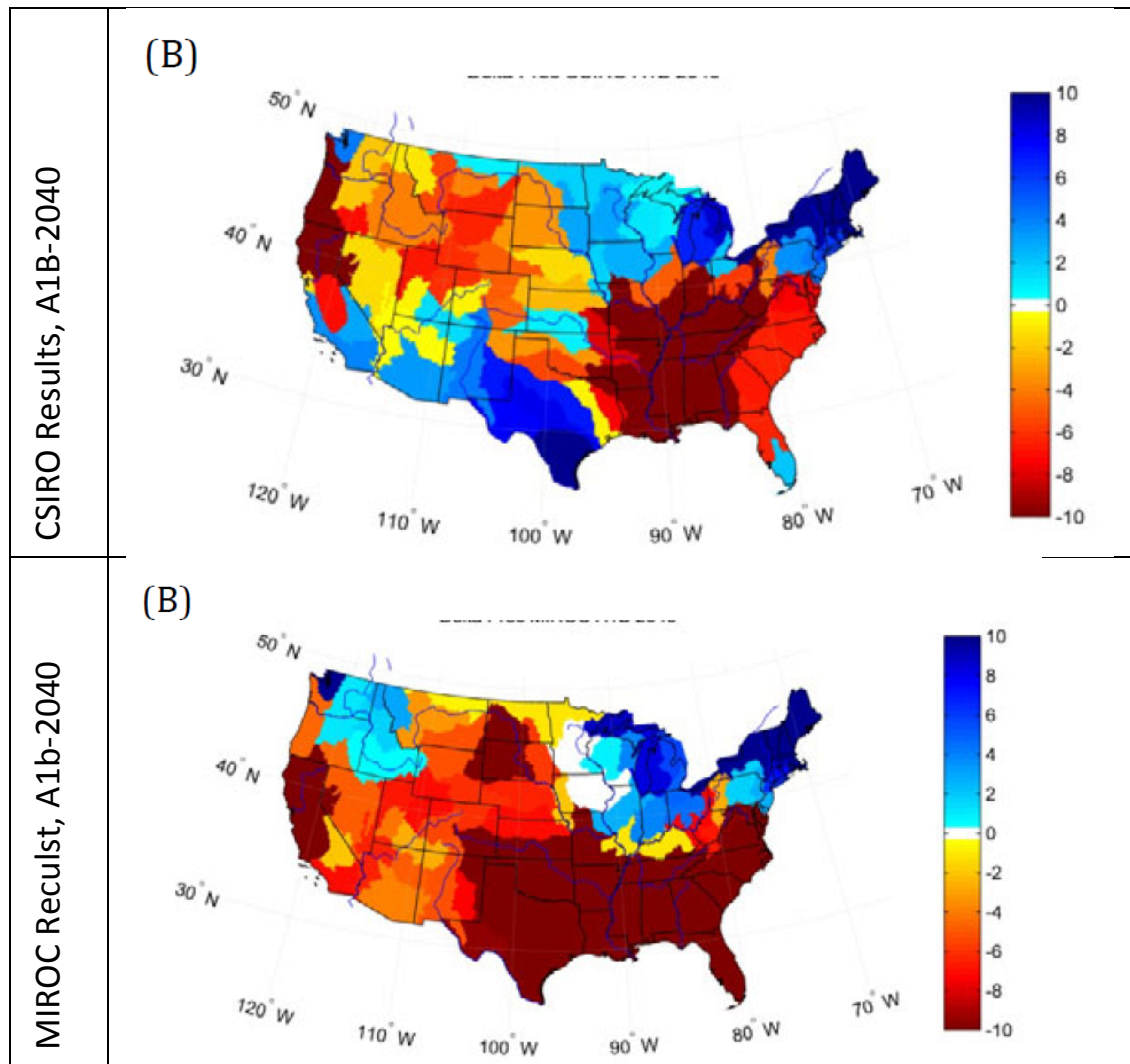 CSIRO Results, A1B-2040
(B)
50° N
40° N
30° N
120° W
110° W
100° W
90° W
80° W
70° W
10
8
6
4
2
0
-2
-4
-6
-8
-10
MIROC Reculst, A1b-2040
(B)
50° N
40° N
30° N
120° W
110° W
100° W
90° W
80° W
70° W
10
8
6
4
2
0
-2
-4
-6
-8
-10